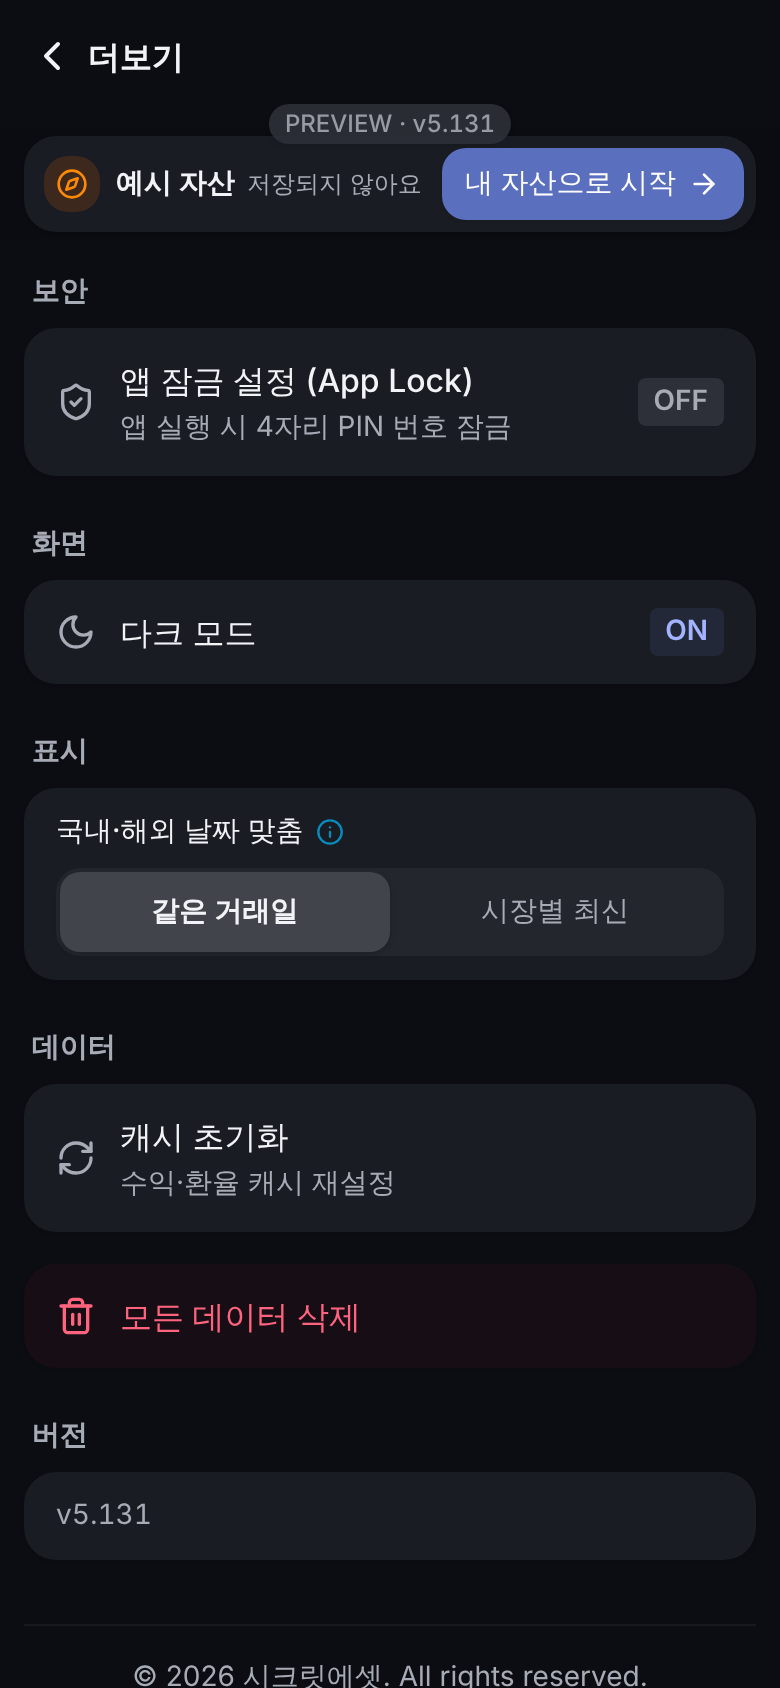 더보기
PREVIEW · v5.131
예시 자산 저장되지 않아요 내 자산으로 시작 →
보안
앱 잠금 설정 (App Lock)
앱 실행 시 4자리 PIN 번호 잠금
OFF
화면
다크 모드 ON
표시
국내·해외 날짜 맞춤
같은 거래일 시장별 최신
데이터
캐시 초기화
수익·환율 캐시 재설정
모든 데이터 삭제
버전
v5.131
© 2026 시크릿에셋. All rights reserved.